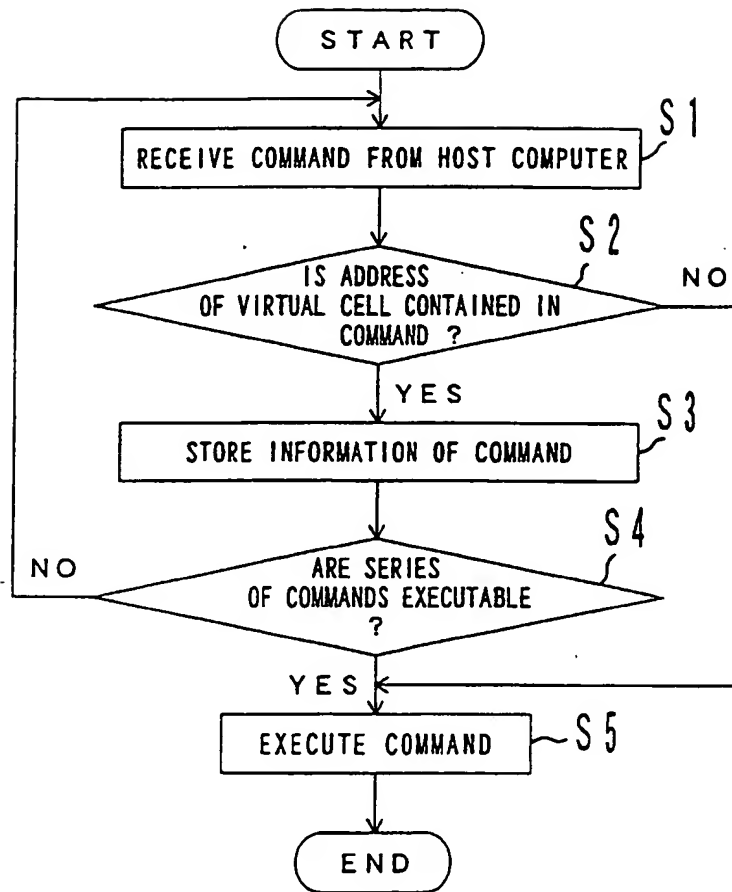 START
S1
RECEIVE COMMAND FROM HOST COMPUTER
S2
IS ADDRESS
OF VIRTUAL CELL CONTAINED IN
COMMAND ?
NO
YES
S3
STORE INFORMATION OF COMMAND
S4
NO
ARE SERIES
OF COMMANDS EXECUTABLE
?
YES
S5
EXECUTE COMMAND
END